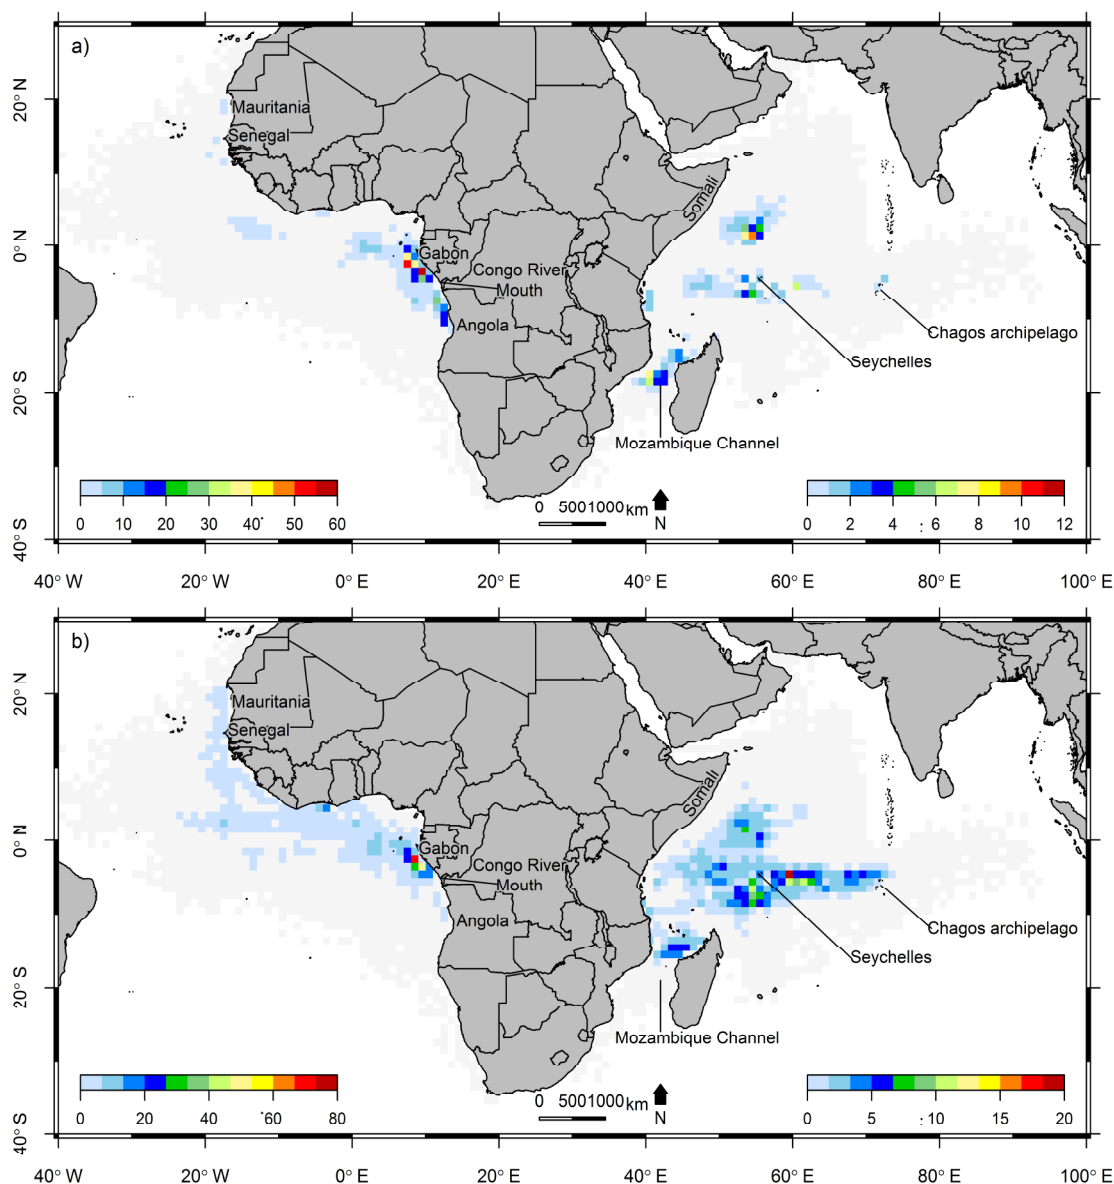 a)
20° N
0° N
20° S
40° S
Mauritania
Senegal
Gabon
Congo River
Mouth
Angola
Somali
Chagos archipelago
Seychelles
Mozambique Channel
0 10 20 30 40 50 60
0 500 1000 km
N
0 2 4 6 8 10 12
40° W 20° W 0° E 20° E 40° E 60° E 80° E 100° E
b)
20° N
0° N
20° S
40° S
Mauritania
Senegal
Gabon
Congo River
Mouth
Angola
Somali
Chagos archipelago
Seychelles
Mozambique Channel
0 20 40 60 80
0 500 1000 km
N
0 5 10 15 20
40° W 20° W 0° E 20° E 40° E 60° E 80° E 100° E